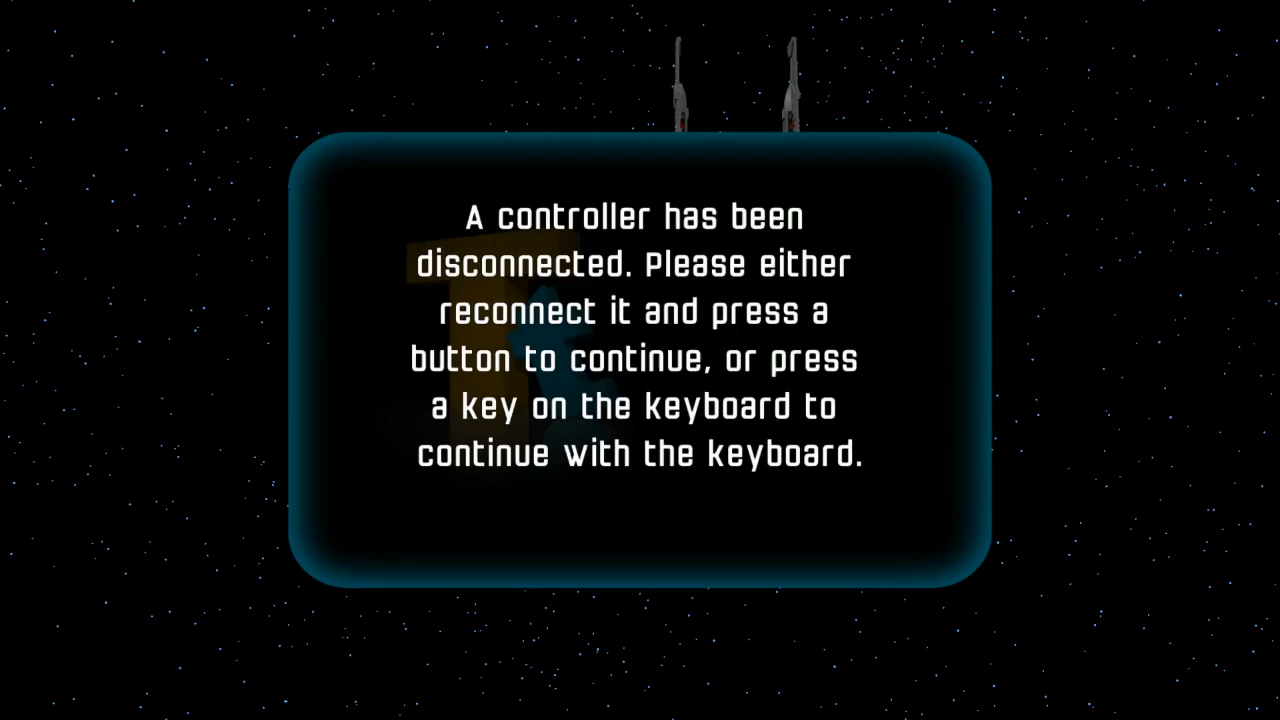 A controller has been
disconnected. Please either
reconnect it and press a
button to continue, or press
a key on the keyboard to
continue with the keyboard.